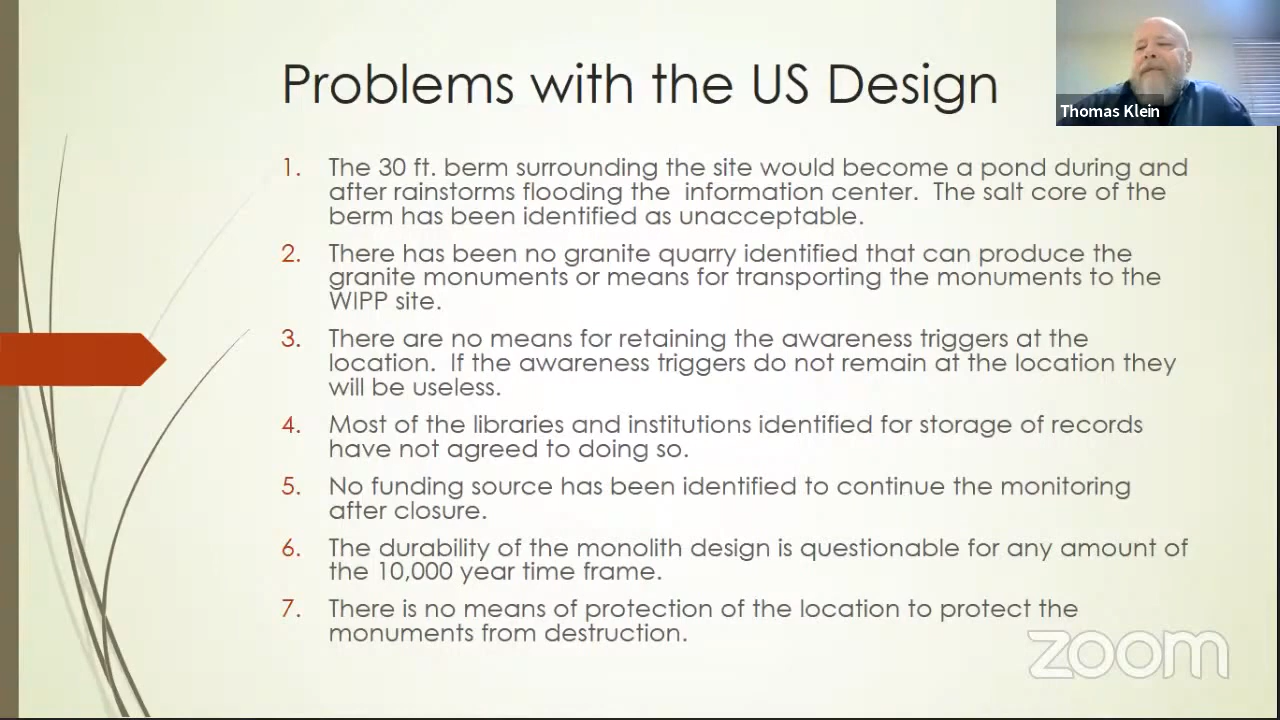 Problems with the US Design
Thomas Klein
1. The 30 ft. berm surrounding the site would become a pond during and
after rainstorms flooding the  information center.  The salt core of the
berm has been identified as unacceptable.
2. There has been no granite quarry identified that can produce the
granite monuments or means for transporting the monuments to the
WIPP site.
3. There are no means for retaining the awareness triggers at the
location.  If the awareness triggers do not remain at the location they
will be useless.
4. Most of the libraries and institutions identified for storage of records
have not agreed to doing so.
5. No funding source has been identified to continue the monitoring
after closure.
6. The durability of the monolith design is questionable for any amount of
the 10,000 year time frame.
7. There is no means of protection of the location to protect the
monuments from destruction.
zoom